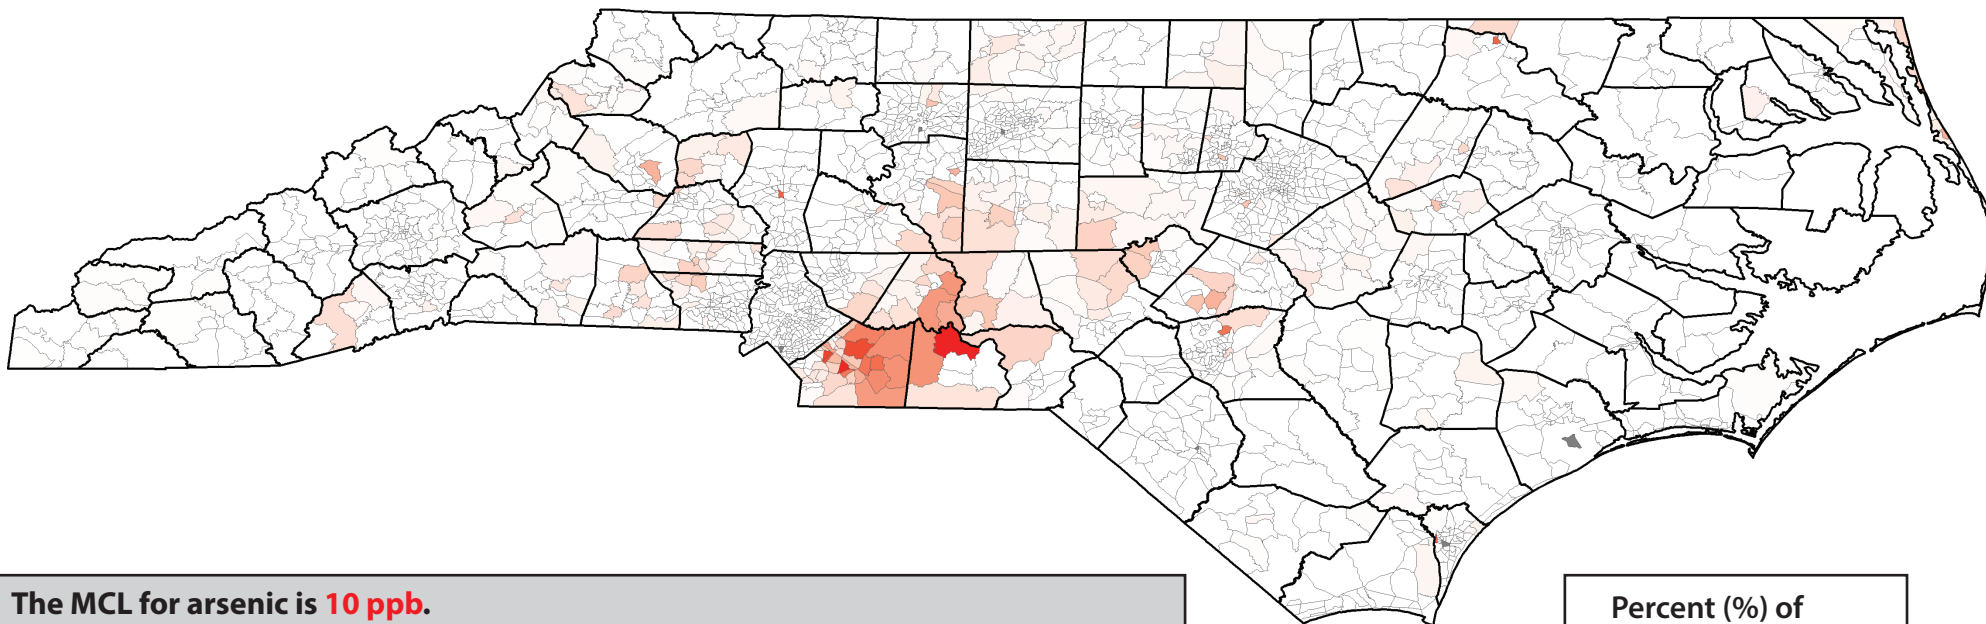 The MCL for arsenic is 10 ppb.
Percent (%) of